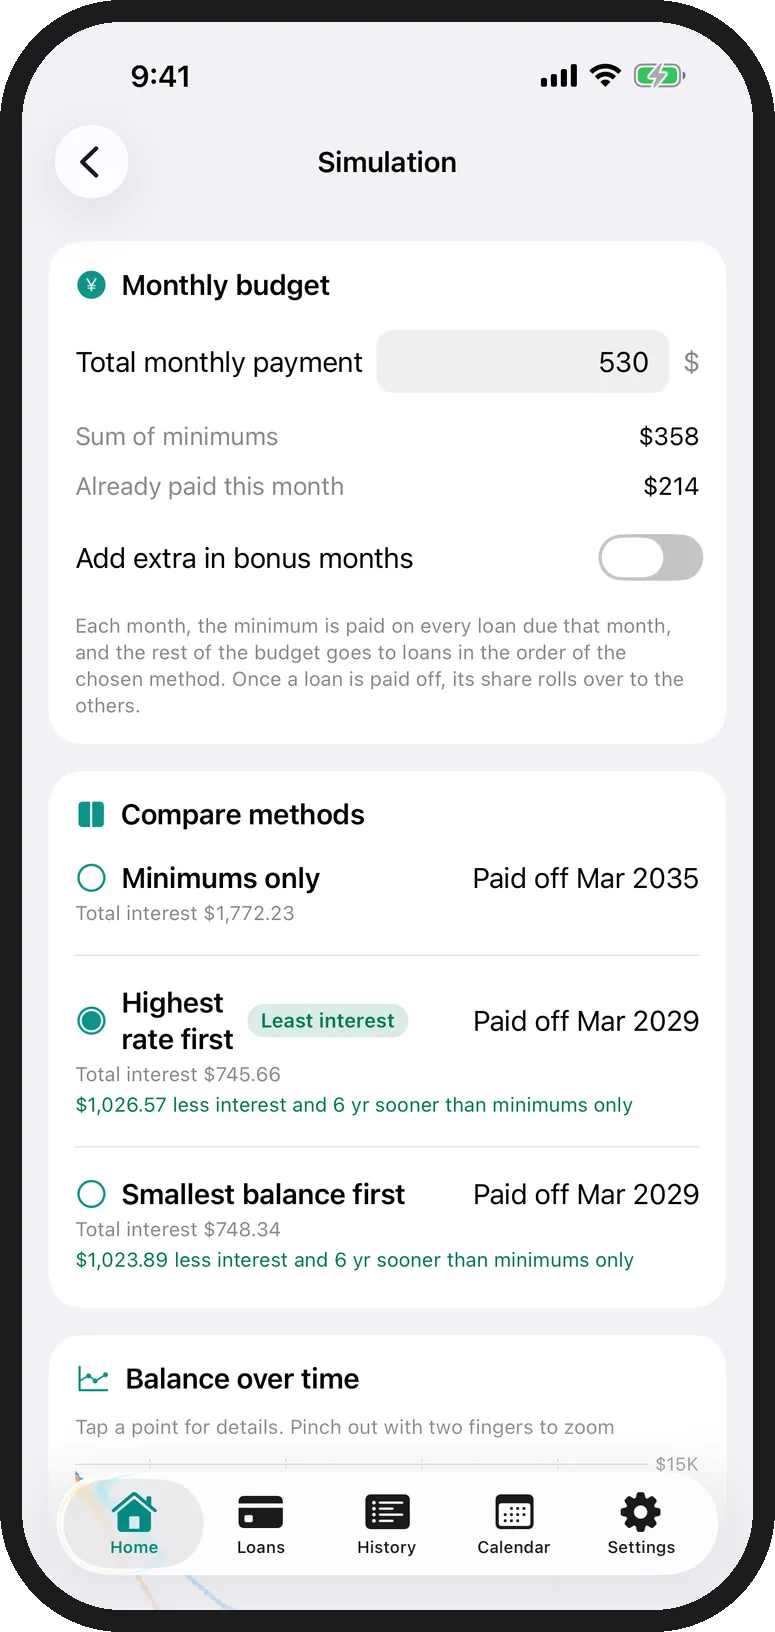 9:41
Simulation
¥ Monthly budget
Total monthly payment 530 $
Sum of minimums $358
Already paid this month $214
Add extra in bonus months
Each month, the minimum is paid on every loan due that month,
and the rest of the budget goes to loans in the order of the
chosen method. Once a loan is paid off, its share rolls over to the
others.
Compare methods
Minimums only Paid off Mar 2035
Total interest $1,772.23
Highest
rate first Least interest Paid off Mar 2029
Total interest $745.66
$1,026.57 less interest and 6 yr sooner than minimums only
Smallest balance first Paid off Mar 2029
Total interest $748.34
$1,023.89 less interest and 6 yr sooner than minimums only
Balance over time
Tap a point for details. Pinch out with two fingers to zoom
$15K
Home Loans History Calendar Settings